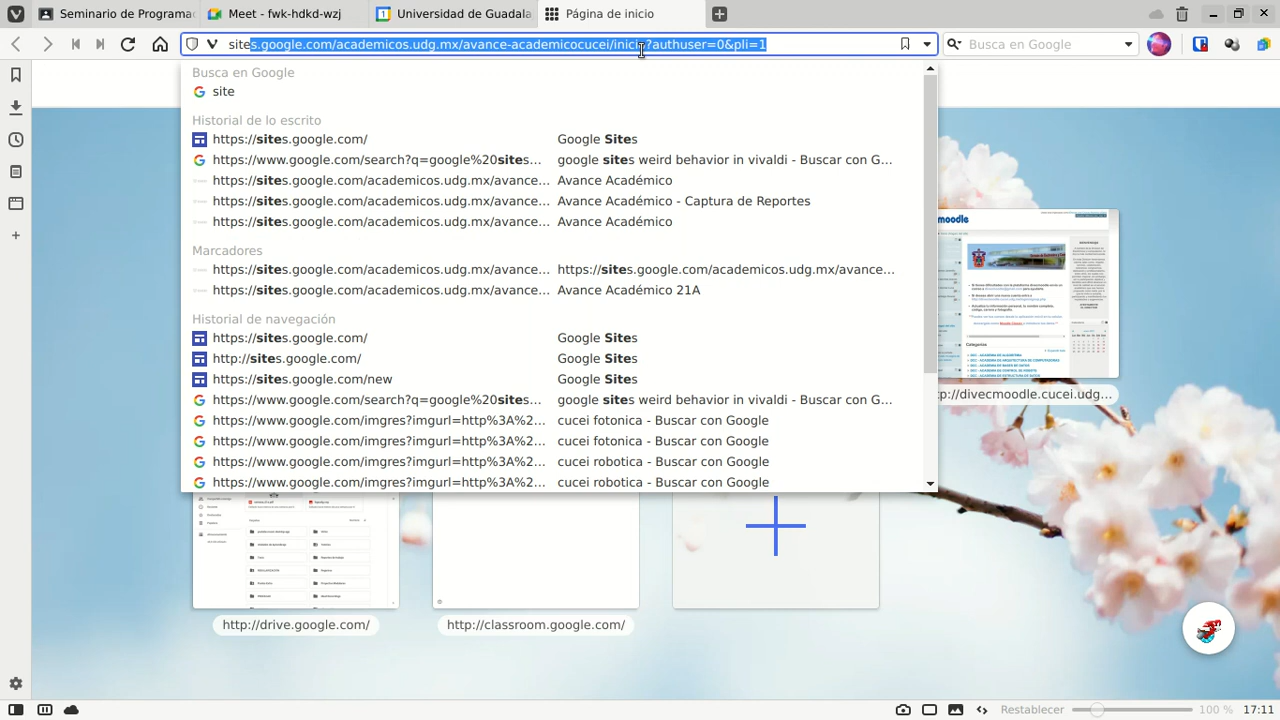 Seminario de Programa
Meet - fwk-hdkd-wzj
Universidad de Guadala
Página de inicio
sites.google.com/academicos.udg.mx/avance-academicocucei/inicio?authuser=0&pli=1
Busca en Google
Busca en Google
site
Historial de lo escrito
https://sites.google.com/ Google Sites
https://www.google.com/search?q=google%20sites... google sites weird behavior in vivaldi - Buscar con G...
https://sites.google.com/academicos.udg.mx/avance... Avance Académico
https://sites.google.com/academicos.udg.mx/avance... Avance Académico - Captura de Reportes
https://sites.google.com/academicos.udg.mx/avance... Avance Académico
Marcadores
https://sites.google.com/academicos.udg.mx/avance... https://sites.google.com/academicos.udg.mx/avance...
https://sites.google.com/academicos.udg.mx/avance... Avance Académico 21A
Historial de
https://sites.google.com/ Google Sites
http://sites.google.com/ Google Sites
https://sites.google.com/new Google Sites
https://www.google.com/search?q=google%20sites... google sites weird behavior in vivaldi - Buscar con G...
https://www.google.com/imgres?imgurl=http%3A%2... cucei fotonica - Buscar con Google
https://www.google.com/imgres?imgurl=http%3A%2... cucei fotonica - Buscar con Google
https://www.google.com/imgres?imgurl=http%3A%2... cucei robotica - Buscar con Google
https://www.google.com/imgres?imgurl=http%3A%2... cucei robotica - Buscar con Google
moodle
tp://divecmoodle.cucei.udg...
http://drive.google.com/
http://classroom.google.com/
Restablecer
100 %
17:11